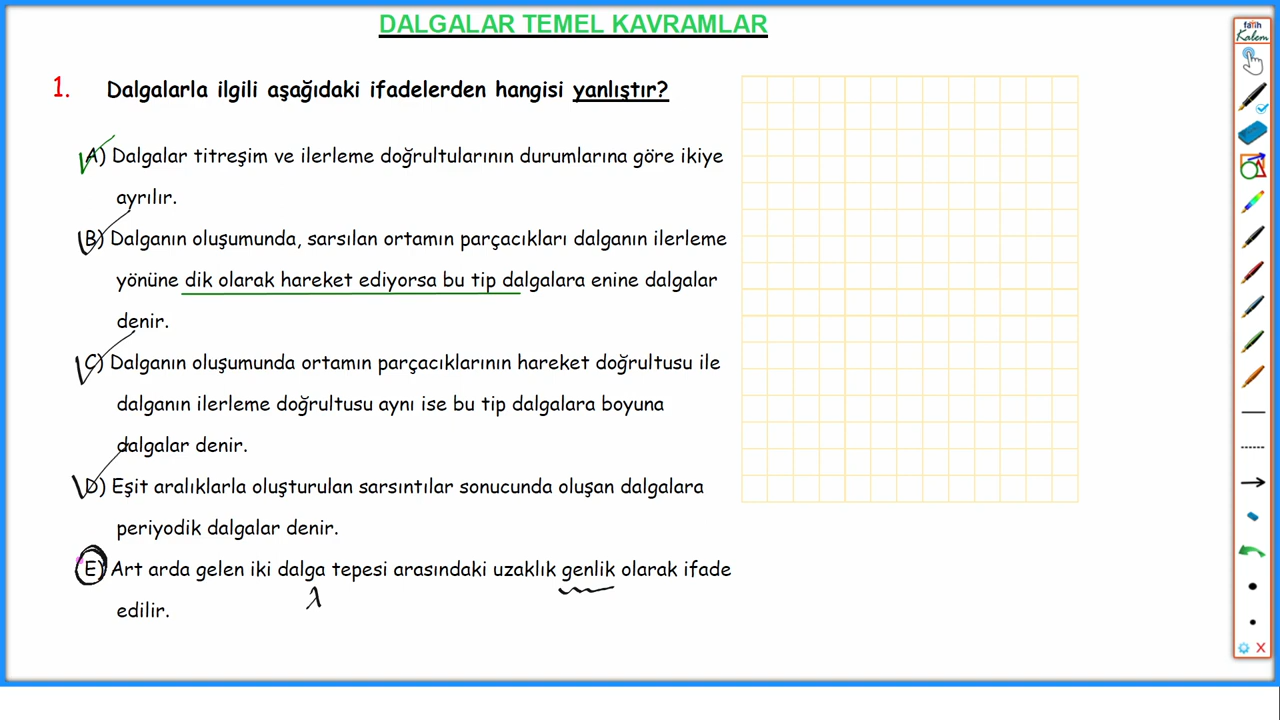 DALGALAR TEMEL KAVRAMLAR
1. Dalgalarla ilgili aşağıdaki ifadelerden hangisi yanlıştır?
A) Dalgalar titreşim ve ilerleme doğrultularının durumlarına göre ikiye
ayrılır.
B) Dalganın oluşumunda, sarsılan ortamın parçacıkları dalganın ilerleme
yönüne dik olarak hareket ediyorsa bu tip dalgalara enine dalgalar
denir.
C) Dalganın oluşumunda ortamın parçacıklarının hareket doğrultusu ile
dalganın ilerleme doğrultusu aynı ise bu tip dalgalara boyuna
dalgalar denir.
D) Eşit aralıklarla oluşturulan sarsıntılar sonucunda oluşan dalgalara
periyodik dalgalar denir.
E) Art arda gelen iki dalga tepesi arasındaki uzaklık genlik olarak ifade
λ
edilir.
fatih
Kalem